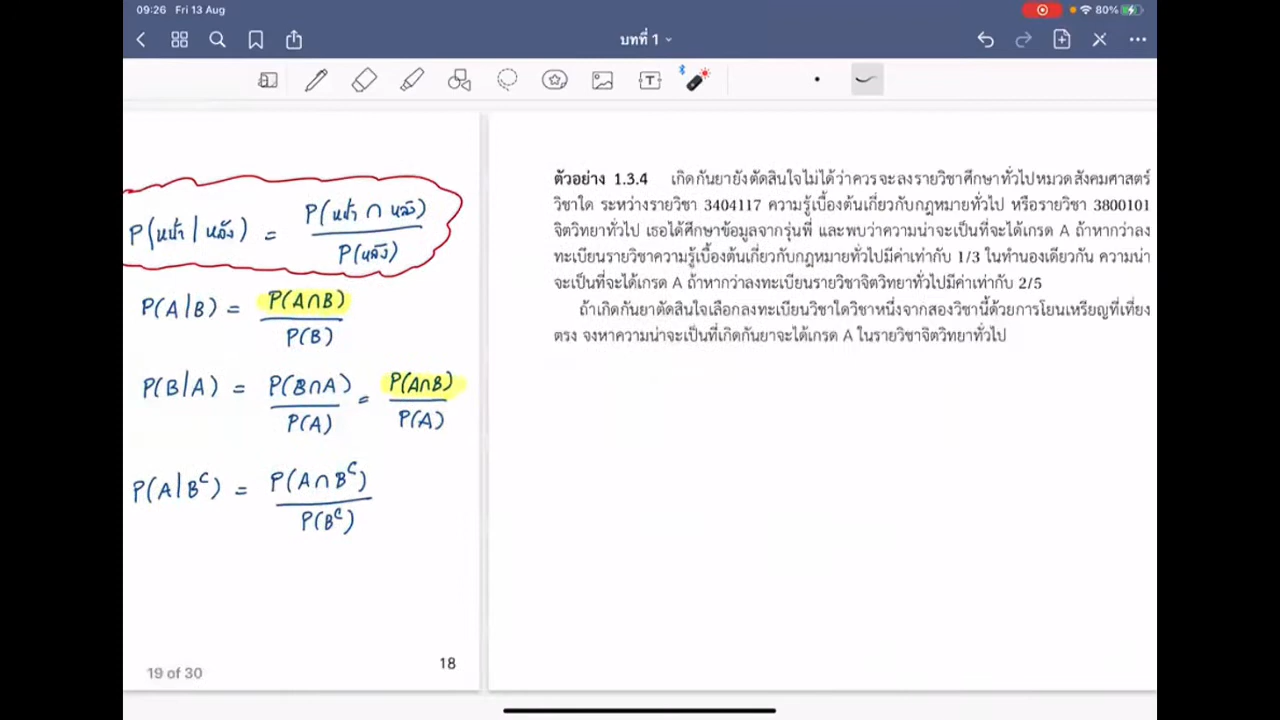 09:26 Fri 13 Aug
80%
บทที่ 1
P(หน้า | หลัง) = P(หน้า ∩ หลัง)
P(หลัง)
P(A|B) = P(A∩B)
P(B)
P(B|A) = P(B∩A) = P(A∩B)
P(A) P(A)
P(A|Bᶜ) = P(A∩Bᶜ)
P(Bᶜ)
19 of 30
18
ตัวอย่าง 1.3.4 เกิดกันยายังตัดสินใจไม่ได้ว่าควรจะลงรายวิชาศึกษาทั่วไปหมวดสังคมศาสตร์
วิชาใด ระหว่างรายวิชา 3404117 ความรู้เบื้องต้นเกี่ยวกับกฎหมายทั่วไป หรือรายวิชา 3800101
จิตวิทยาทั่วไป เธอได้ศึกษาข้อมูลจากรุ่นพี่ และพบว่าความน่าจะเป็นที่จะได้เกรด A ถ้าหากว่าลง
ทะเบียนรายวิชาความรู้เบื้องต้นเกี่ยวกับกฎหมายทั่วไปมีค่าเท่ากับ 1/3 ในทำนองเดียวกัน ความน่า
จะเป็นที่จะได้เกรด A ถ้าหากว่าลงทะเบียนรายวิชาจิตวิทยาทั่วไปมีค่าเท่ากับ 2/5
ถ้าเกิดกันยาตัดสินใจเลือกลงทะเบียนวิชาใดวิชาหนึ่งจากสองวิชานี้ด้วยการโยนเหรียญที่เที่ยง
ตรง จงหาความน่าจะเป็นที่เกิดกันยาจะได้เกรด A ในรายวิชาจิตวิทยาทั่วไป